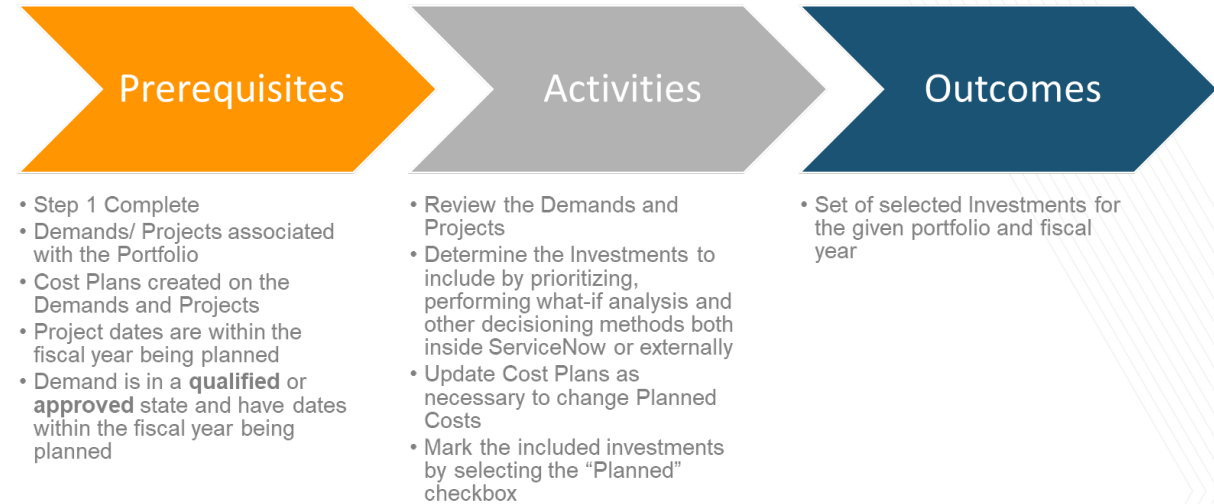 Prerequisites
• Step 1 Complete
• Demands/ Projects associated
with the Portfolio
• Cost Plans created on the
Demands and Projects
• Project dates are within the
fiscal year being planned
• Demand is in a qualified or
approved state and have dates
within the fiscal year being
planned
Activities
• Review the Demands and
Projects
• Determine the Investments to
include by prioritizing,
performing what-if analysis and
other decisioning methods both
inside ServiceNow or externally
• Update Cost Plans as
necessary to change Planned
Costs
• Mark the included investments
by selecting the “Planned”
checkbox
Outcomes
• Set of selected Investments for
the given portfolio and fiscal
year